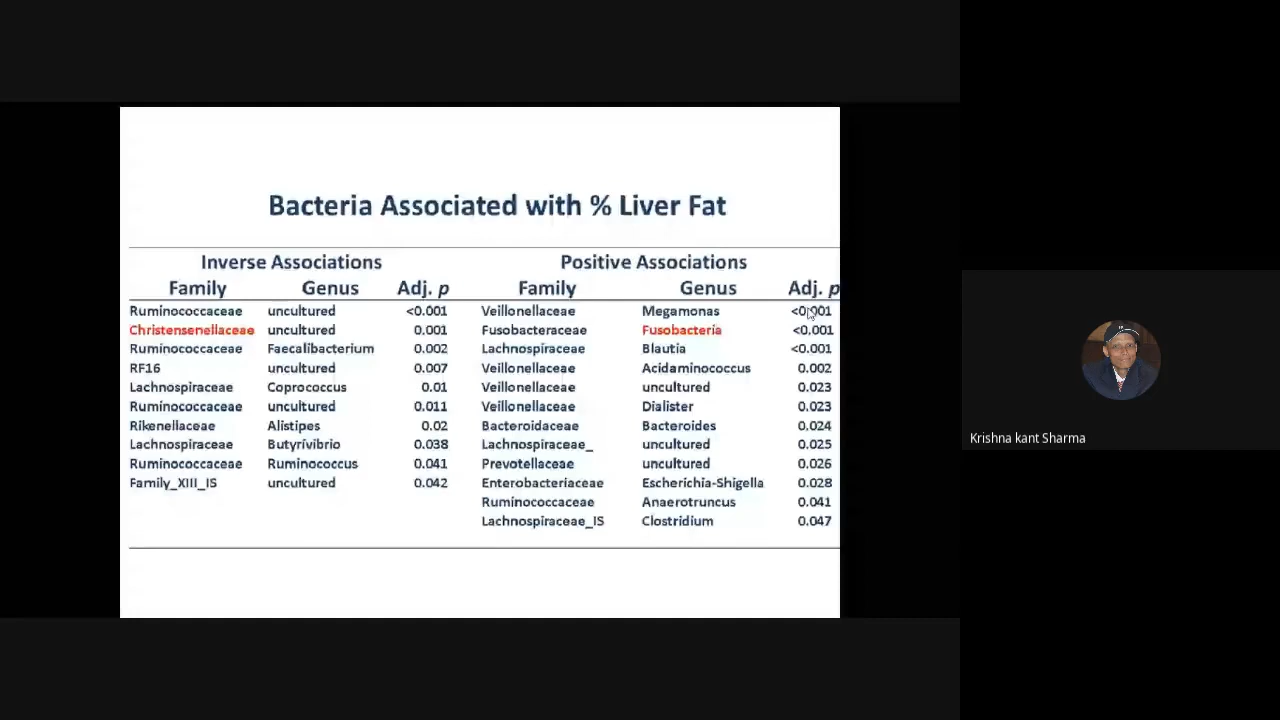 Bacteria Associated with % Liver Fat
Inverse Associations Positive Associations
Family Genus Adj. p Family Genus Adj. p
Ruminococcaceae uncultured <0.001 Veillonellaceae Megamonas <0.001
Christensenellaceae uncultured 0.001 Fusobacteraceae Fusobacteria <0.001
Ruminococcaceae Faecalibacterium 0.002 Lachnospiraceae Blautia <0.001
RF16 uncultured 0.007 Veillonellaceae Acidaminococcus 0.002
Lachnospiraceae Coprococcus 0.01 Veillonellaceae uncultured 0.023
Ruminococcaceae uncultured 0.011 Veillonellaceae Dialister 0.023
Rikenellaceae Alistipes 0.02 Bacteroidaceae Bacteroides 0.024
Lachnospiraceae Butyrivibrio 0.038 Lachnospiraceae_ uncultured 0.025
Ruminococcaceae Ruminococcus 0.041 Prevotellaceae uncultured 0.026
Family_XIII_IS uncultured 0.042 Enterobacteriaceae Escherichia-Shigella 0.028
Ruminococcaceae Anaerotruncus 0.041
Lachnospiraceae_IS Clostridium 0.047
Krishna kant Sharma